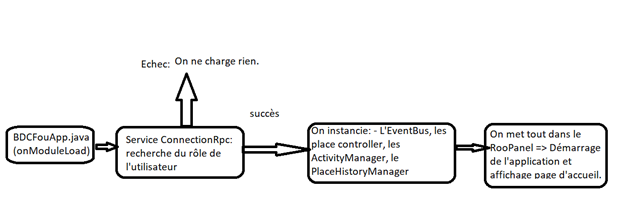 Echec: On ne charge rien.
succès
BDCFouApp.java
(onModuleLoad)
Service ConnectionRpc:
recherche du rôle de
l'utilisateur
On instancie: - L'EventBus, les
place controller, les
ActivityManager, le
PlaceHistoryManager
On met tout dans le
RooPanel => Démarrage
de l'application et
affichage page d'accueil.